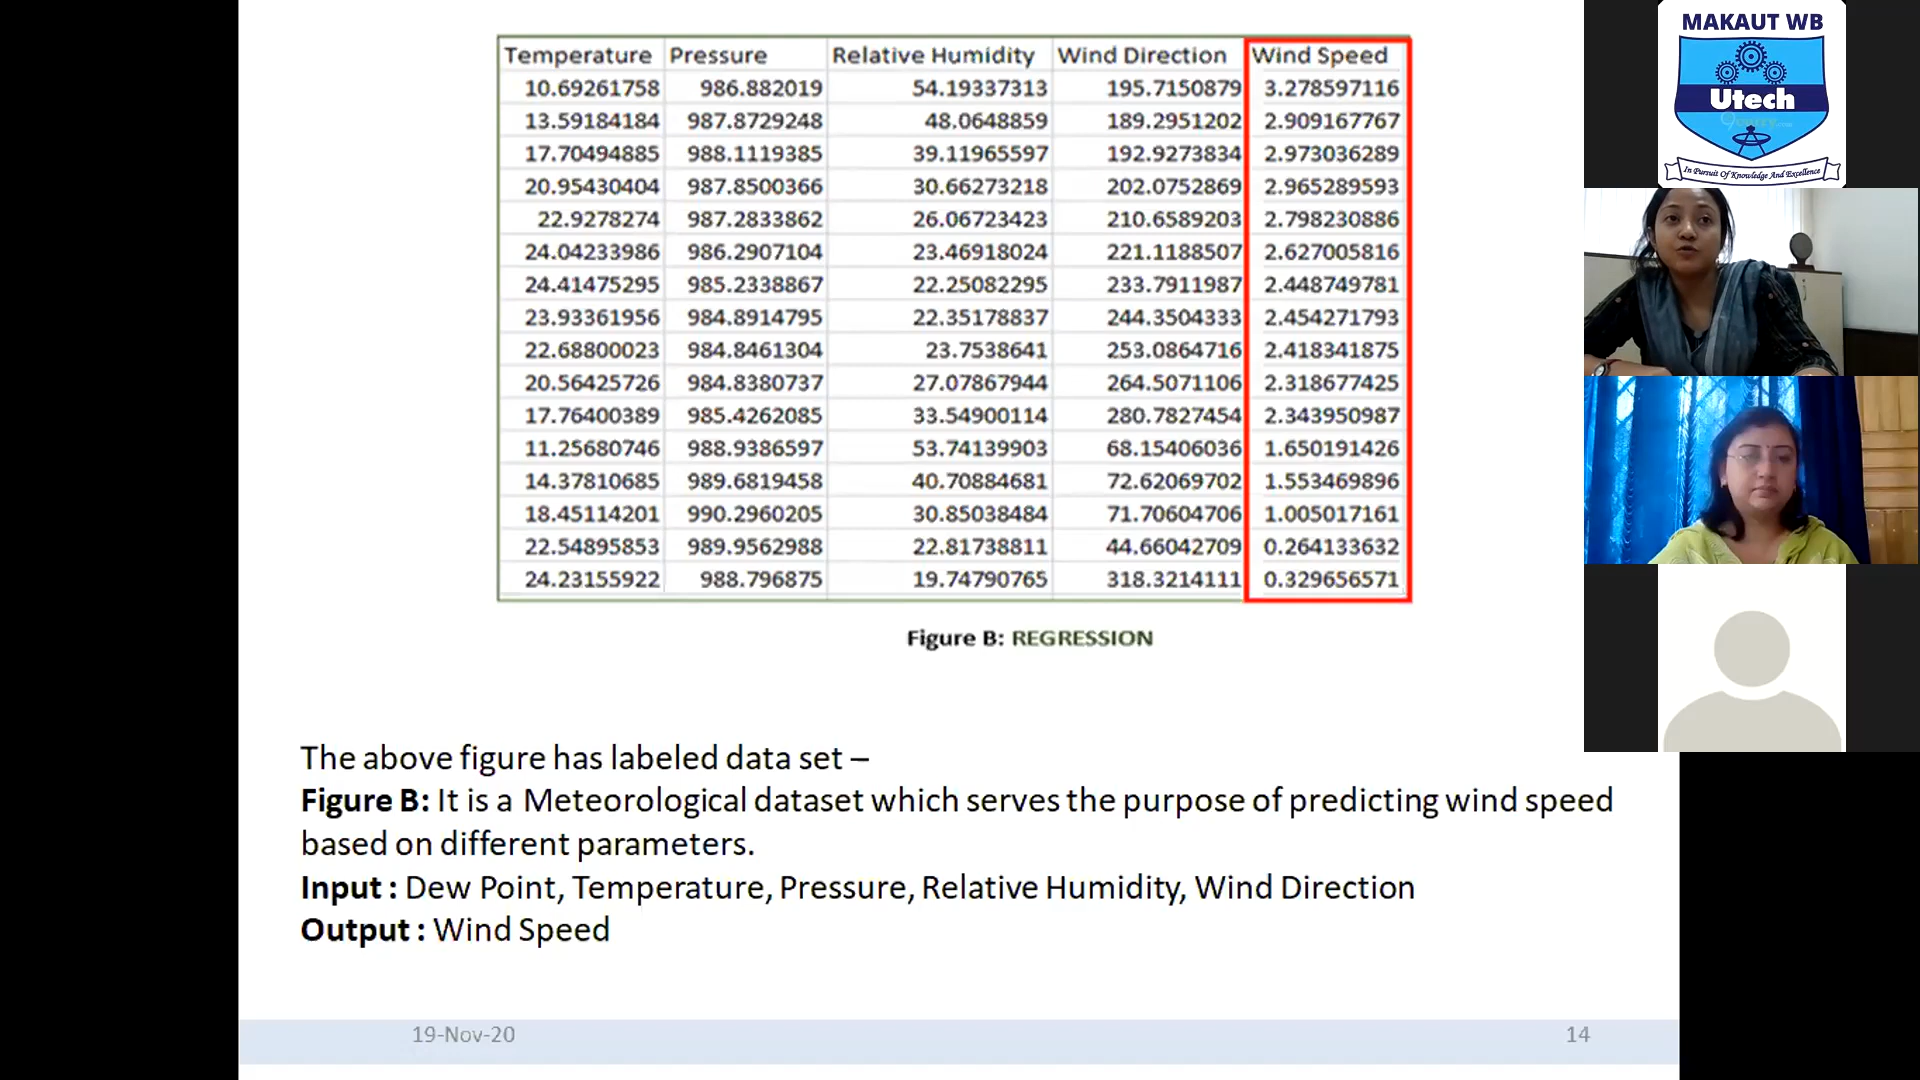 Temperature Pressure Relative Humidity Wind Direction Wind Speed
10.69261758 986.882019 54.19337313 195.7150879 3.278597116
13.59184184 987.8729248 48.0648859 189.2951202 2.909167767
17.70494885 988.1119385 39.11965597 192.9273834 2.973036289
20.95430404 987.8500366 30.66273218 202.0752869 2.965289593
22.9278274 987.2833862 26.06723423 210.6589203 2.798230886
24.04233986 986.2907104 23.46918024 221.1188507 2.627005816
24.41475295 985.2338867 22.25082295 233.7911987 2.448749781
23.93361956 984.8914795 22.35178837 244.3504333 2.454271793
22.68800023 984.8461304 23.7538641 253.0864716 2.418341875
20.56425726 984.8380737 27.07867944 264.5071106 2.318677425
17.76400389 985.4262085 33.54900114 280.7827454 2.343950987
11.25680746 988.9386597 53.74139903 68.15406036 1.650191426
14.37810685 989.6819458 40.70884681 72.62069702 1.553469896
18.45114201 990.2960205 30.85038484 71.70604706 1.005017161
22.54895853 989.9562988 22.81738811 44.66042709 0.264133632
24.23155922 988.796875 19.74790765 318.3214111 0.329656571
Figure B: REGRESSION
The above figure has labeled data set –
Figure B: It is a Meteorological dataset which serves the purpose of predicting wind speed
based on different parameters.
Input : Dew Point, Temperature, Pressure, Relative Humidity, Wind Direction
Output : Wind Speed
19-Nov-20
14
MAKAUT WB
Utech
In Pursuit Of Knowledge And Excellence